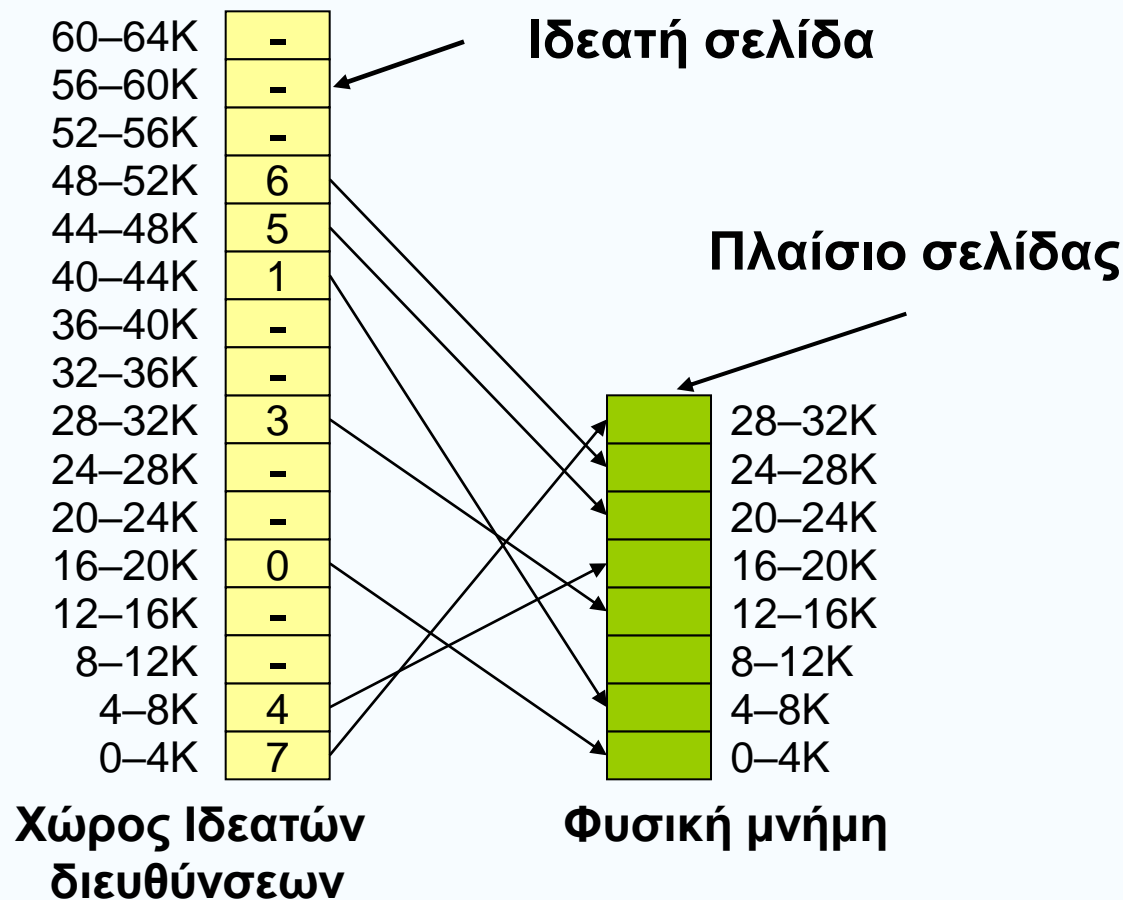 Ιδεατή σελίδα
60–64K -
56–60K -
52–56K -
48–52K 6
44–48K 5
40–44K 1
36–40K -
32–36K -
28–32K 3
24–28K -
20–24K -
16–20K 0
12–16K -
8–12K -
4–8K 4
0–4K 7
Χώρος Ιδεατών
διευθύνσεων
Πλαίσιο σελίδας
28–32K
24–28K
20–24K
16–20K
12–16K
8–12K
4–8K
0–4K
Φυσική μνήμη